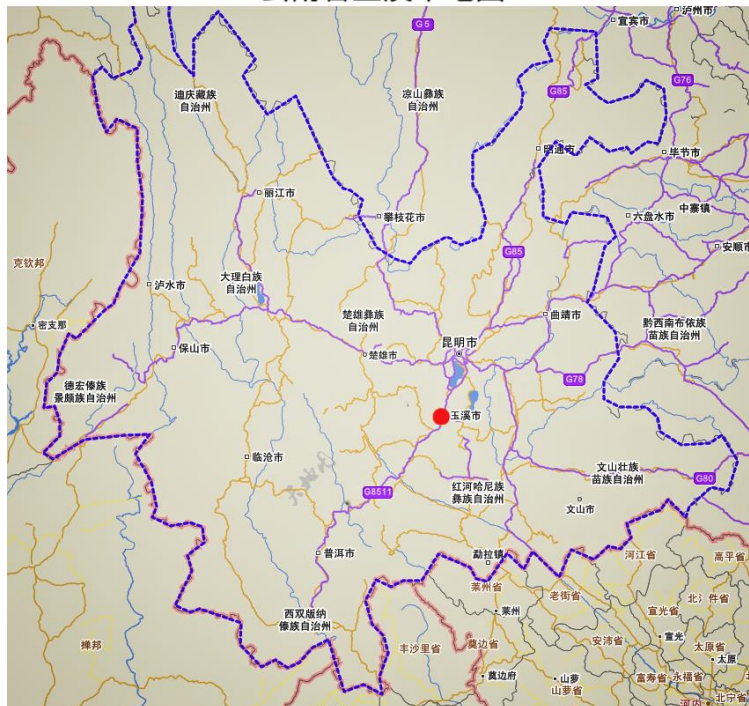 宜宾市
泸州市
G5
G76
迪庆藏族
自治州
凉山彝族
自治州
G85
昭通市
毕节市
丽江市
中寨镇
攀枝花市
六盘水市
安顺市
G85
克钦邦
泸水市
大理白族
自治州
楚雄彝族
自治州
曲靖市
黔西南布依族
苗族自治州
密支那
昆明市
保山市
楚雄市
德宏傣族
景颇族自治州
G78
玉溪市
临沧市
文山壮族
苗族自治州
G80
G8511
红河哈尼族
彝族自治州
文山市
普洱市
勐拉镇
河江省
高平省
莱州省
老街省
西双版纳
傣族自治州
莱州
宣光省
掸邦
丰沙里省
奠边省
安沛省
宣光
太原省
太原
奠边府
山萝
山萝省
富寿省
永福省
北宁省
河内